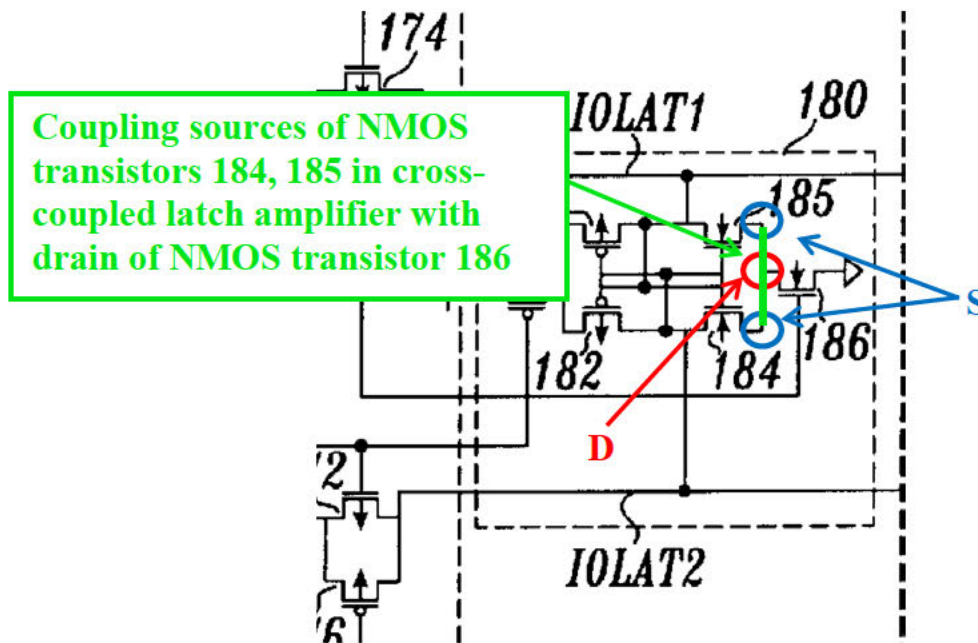 174
Coupling sources of NMOS
transistors 184, 185 in cross-
coupled latch amplifier with
drain of NMOS transistor 186
IOLAT1
180
185
S
186
182
184
D
IOLAT2